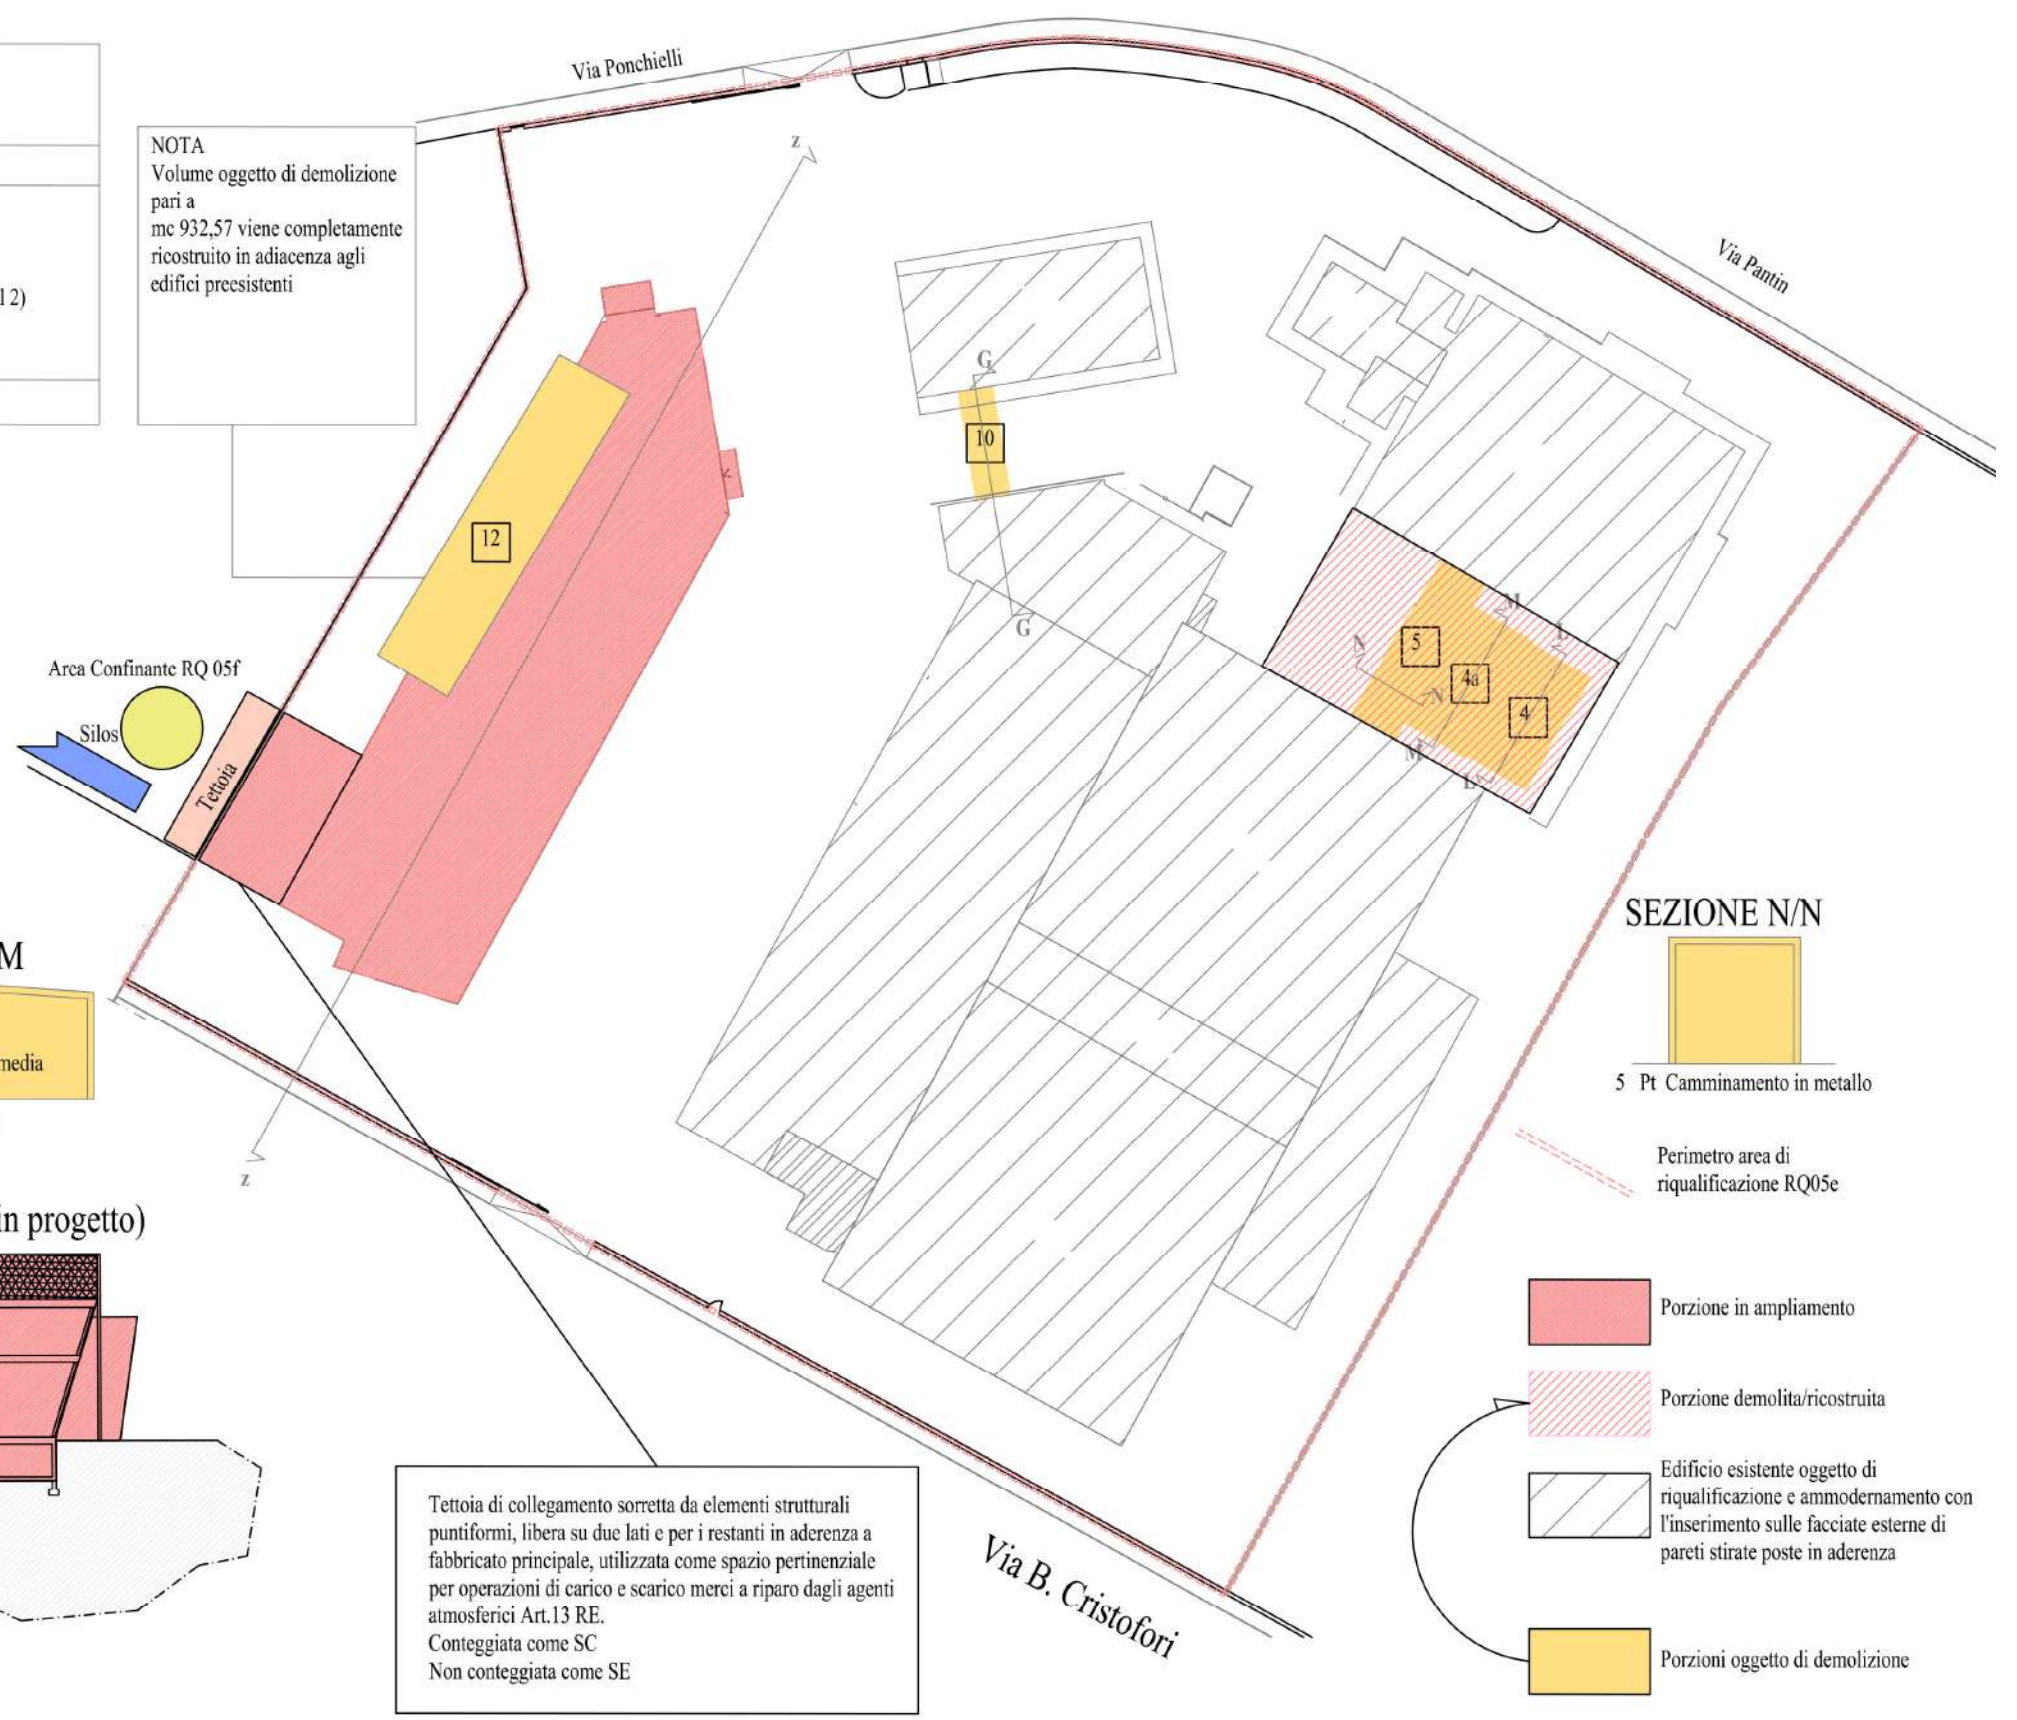 Via Ponchielli
NOTA
Volume oggetto di demolizione
pari a
mc 932,57 viene completamente
ricostruito in adiacenza agli
edifici preesistenti
12)
z
Via Pantin
G
10
12
G
M
L
N
5
4a
N
4
M
L
Area Confinante RQ 05f
Silos
Tettoia
SEZIONE N/N
5 Pt Camminamento in metallo
M
media
z
Perimetro area di
riqualificazione RQ05e
in progetto)
Porzione in ampliamento
Porzione demolita/ricostruita
Edificio esistente oggetto di
riqualificazione e ammodernamento con
l'inserimento sulle facciate esterne di
pareti stirate poste in aderenza
Porzioni oggetto di demolizione
Tettoia di collegamento sorretta da elementi strutturali
puntiformi, libera su due lati e per i restanti in aderenza a
fabbricato principale, utilizzata come spazio pertinenziale
per operazioni di carico e scarico merci a riparo dagli agenti
atmosferici Art.13 RE.
Conteggiata come SC
Non conteggiata come SE
Via B. Cristofori